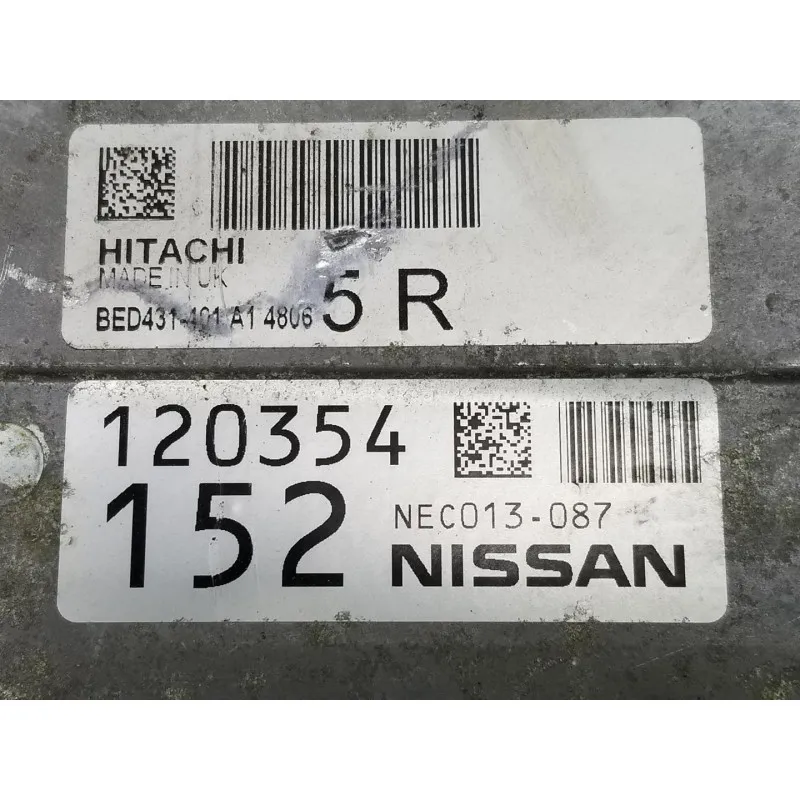 HITACHI
MADE IN UK
BED431-401 A1 4806
5 R
120354
152
NEC013-087
NISSAN